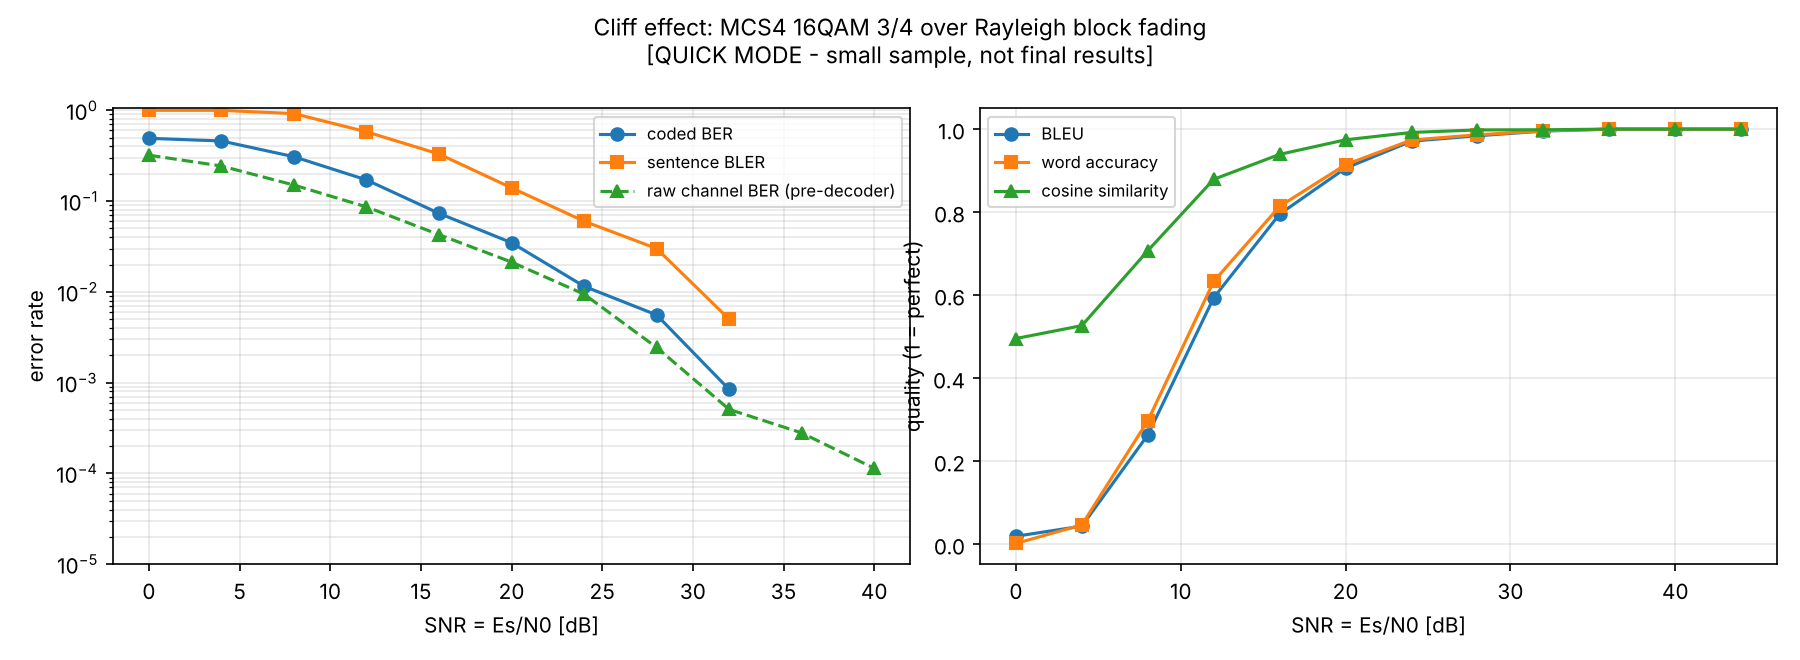 Cliff effect: MCS4 16QAM 3/4 over Rayleigh block fading
[QUICK MODE - small sample, not final results]
error rate
10⁰
10⁻¹
10⁻²
10⁻³
10⁻⁴
10⁻⁵
coded BER
sentence BLER
raw channel BER (pre-decoder)
0 5 10 15 20 25 30 35 40
SNR = Es/N0 [dB]
quality (1 = perfect)
1.0
0.8
0.6
0.4
0.2
0.0
BLEU
word accuracy
cosine similarity
0 10 20 30 40
SNR = Es/N0 [dB]